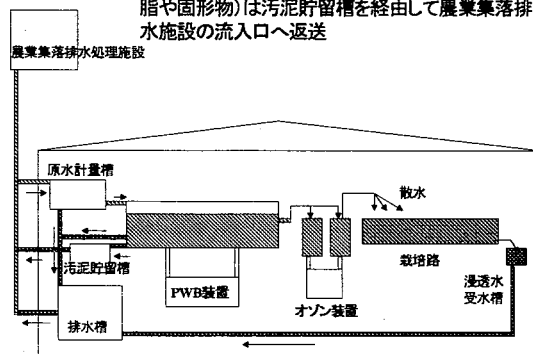 脂や固形物)は汚泥貯留槽を経由して農業集落排
水施設の流入口へ返送
農業集落排水処理施設
原水計量槽
散水
汚泥貯留槽
PWB装置
オゾン装置
栽培路
浸透水
受水槽
排水槽